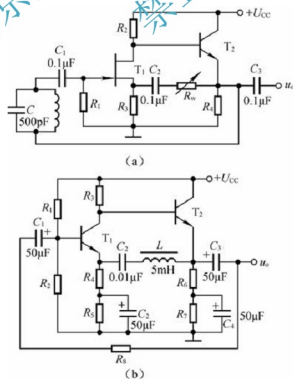 +U_CC
R_2
T_2
C_1
0.1μF
T_1
C_2
C_3
C
500pF
R_1
R_3
0.1μF
R_w
R_4
0.1μF
u_o
(a)
+U_CC
R_1
R_3
T_2
C_1
50μF
T_1
C_2
0.01μF
L
5mH
C_3
50μF
u_o
R_2
R_4
R_6
R_5
C_2
50μF
R_7
C_4
50μF
R_8
(b)